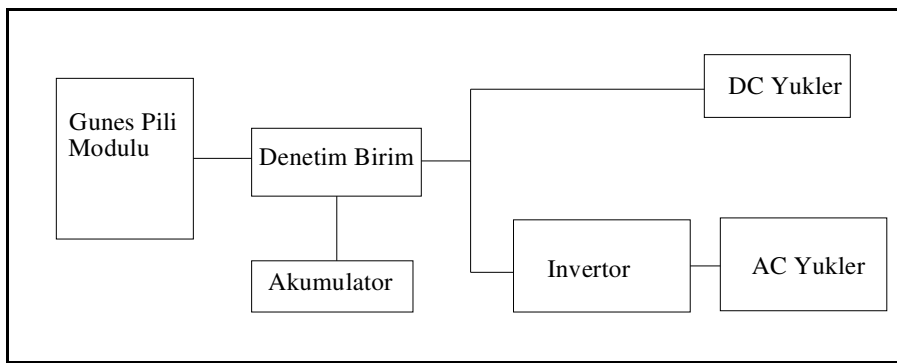 Gunes Pili
Modulu
Denetim Birim
Akumulator
DC Yukler
Invertor
AC Yukler